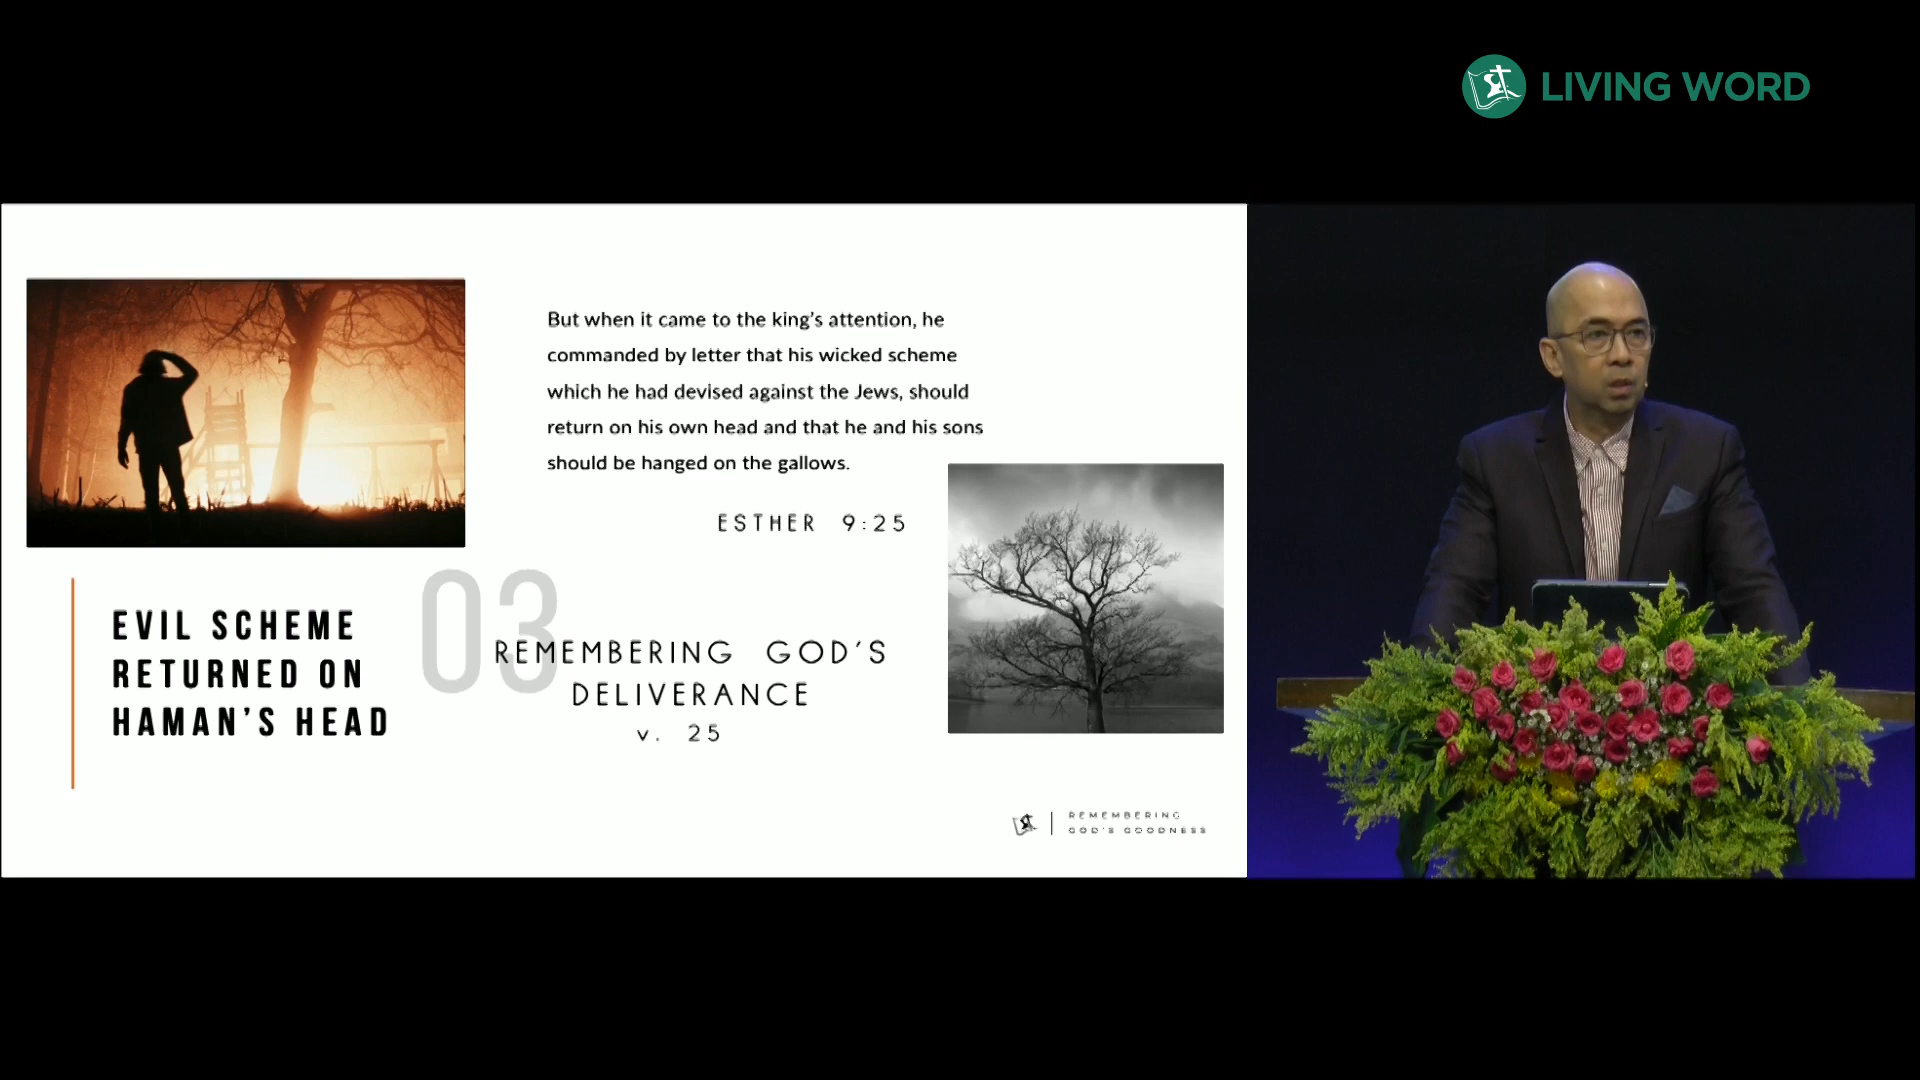 LIVING WORD
But when it came to the king's attention, he
commanded by letter that his wicked scheme
which he had devised against the Jews, should
return on his own head and that he and his sons
should be hanged on the gallows.
ESTHER 9:25
EVIL SCHEME
RETURNED ON
HAMAN'S HEAD
03
REMEMBERING GOD'S
DELIVERANCE
v. 25
REMEMBERING
GOD'S GOODNESS